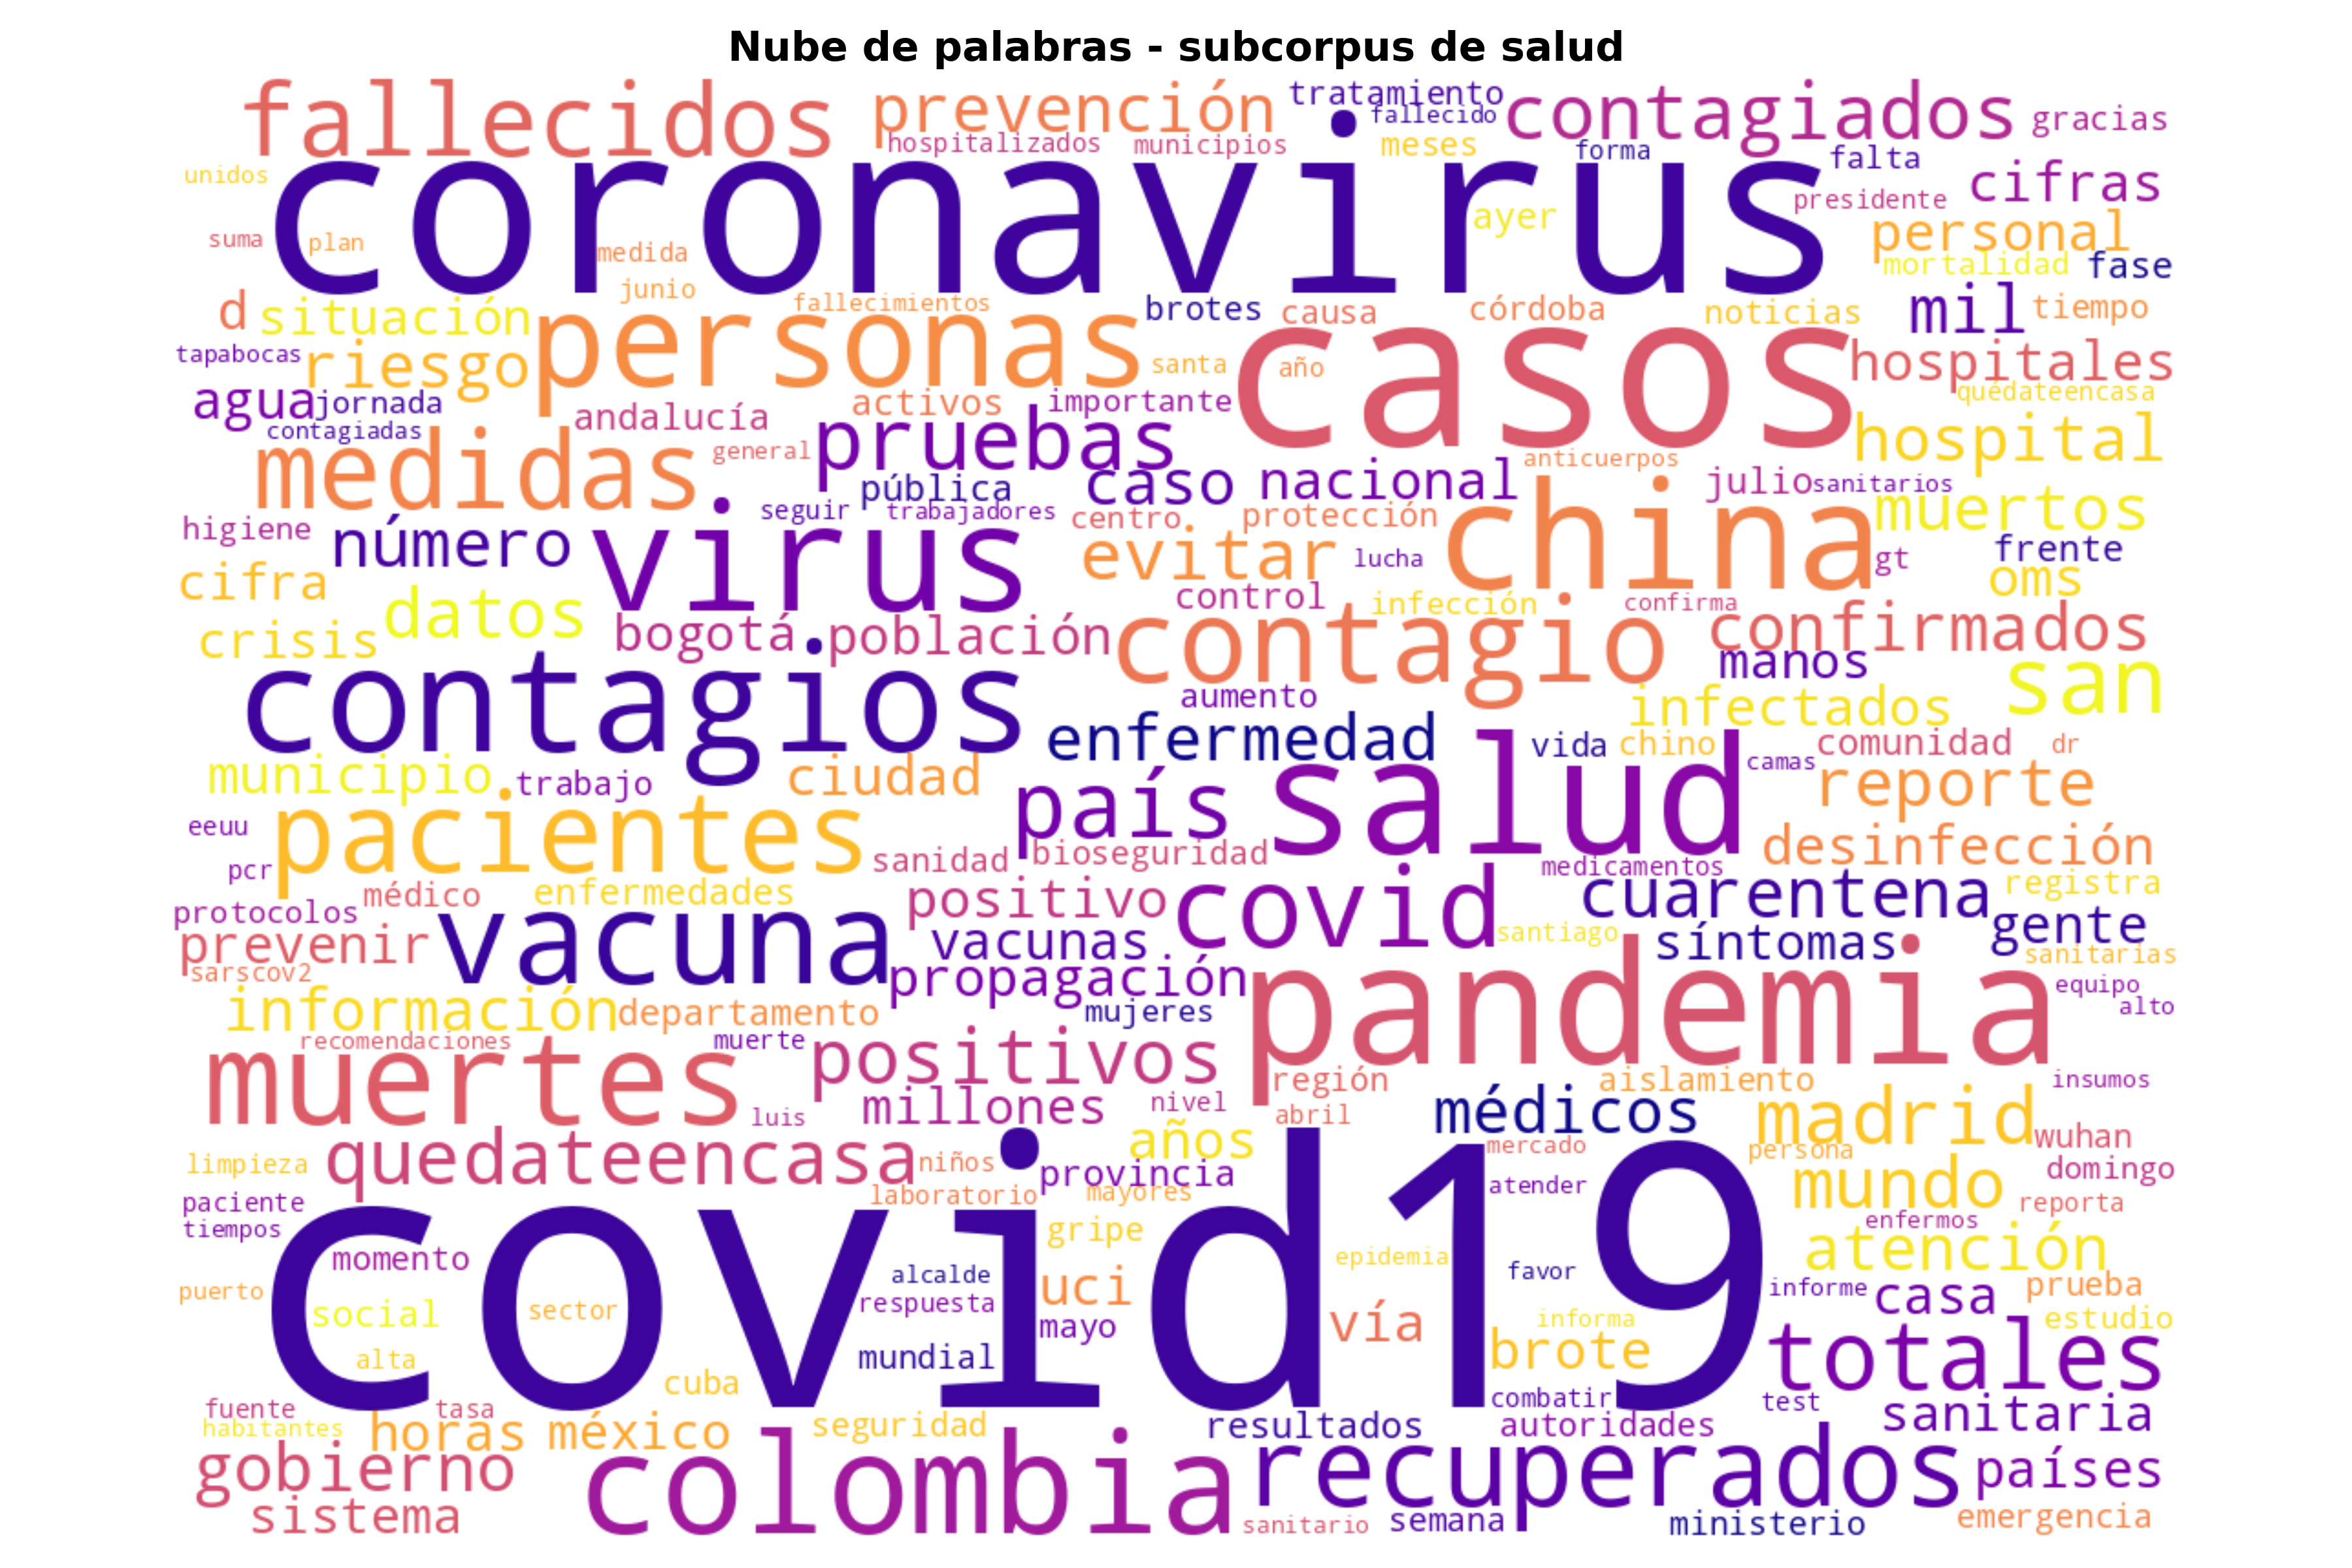 Nube de palabras - subcorpus de salud
fallecidos prevención tratamiento contagiados gracias
fallecido
hospitalizados municipios meses forma falta
unidos coronavirus cifras
presidente
suma plan medida ayer personal
mortalidad fase
junio
d situación fallecimientos brotes causa córdoba noticias mil tiempo
personas casos
tapabocas riesgo santa año hospitales
agua jornada activos importante quédateencasa
contagiadas andalucía pruebas hospital
medidas general anticuerpos
pública caso nacional julio sanitarios
seguir trabajadores china muertos
higiene número virus centro protección
evitar lucha gt frente
cifra oms
datos control infección confirma
crisis bogotá población contagio confirmados
manos
contagios aumento infectados san
enfermedad vida chino comunidad dr
municipio trabajo ciudad salud camas
país reporte
eeuu pacientes
pcr sanidad bioseguridad desinfección
medicamentos
médico enfermedades positivo covid cuarentena registra
protocolos vacuna
prevenir vacunas santiago síntomas gente
sanitarias
sarscov2 propagación pandemia equipo
información departamento mujeres alto
recomendaciones muerte
muertes positivos región aislamiento insumos
luis millones nivel abril médicos madrid
años mercado persona wuhan
limpieza quedateencasa niños provincia domingo
paciente laboratorio mayores atender mundo reporta
tiempos enfermos
momento covid19 gripe epidemia atención
alcalde favor
puerto uci informe casa prueba
social sector respuesta vía informa estudio
mayo
alta mundial brote totales
cuba
fuente tasa combatir test
habitantes horas méxico seguridad resultados autoridades sanitaria
gobierno colombia recuperados países
sistema sanitario semana ministerio emergencia